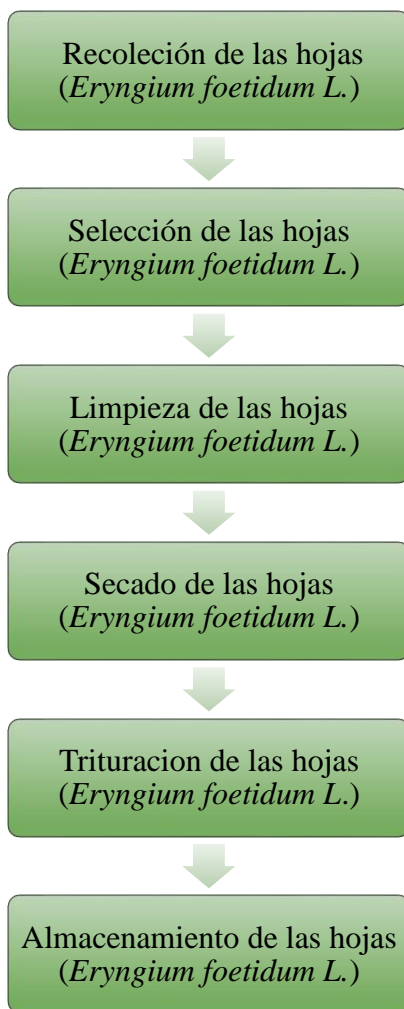 Recoleción de las hojas
(Eryngium foetidum L.)
Selección de las hojas
(Eryngium foetidum L.)
Limpieza de las hojas
(Eryngium foetidum L.)
Secado de las hojas
(Eryngium foetidum L.)
Trituracion de las hojas
(Eryngium foetidum L.)
Almacenamiento de las hojas
(Eryngium foetidum L.)